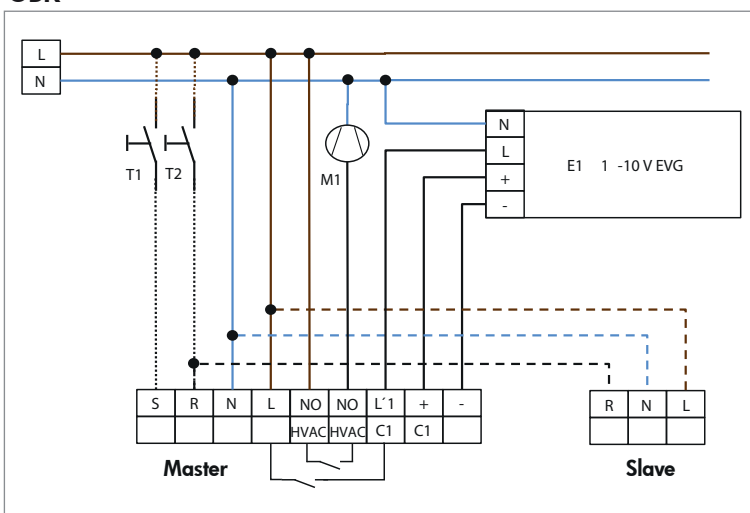 L
N
N
L
E1 1 -10 V EVG
+
-
T1 T2 M1
S R N L NO NO L´1 + -
HVAC HVAC C1 C1
R N L
Master
Slave